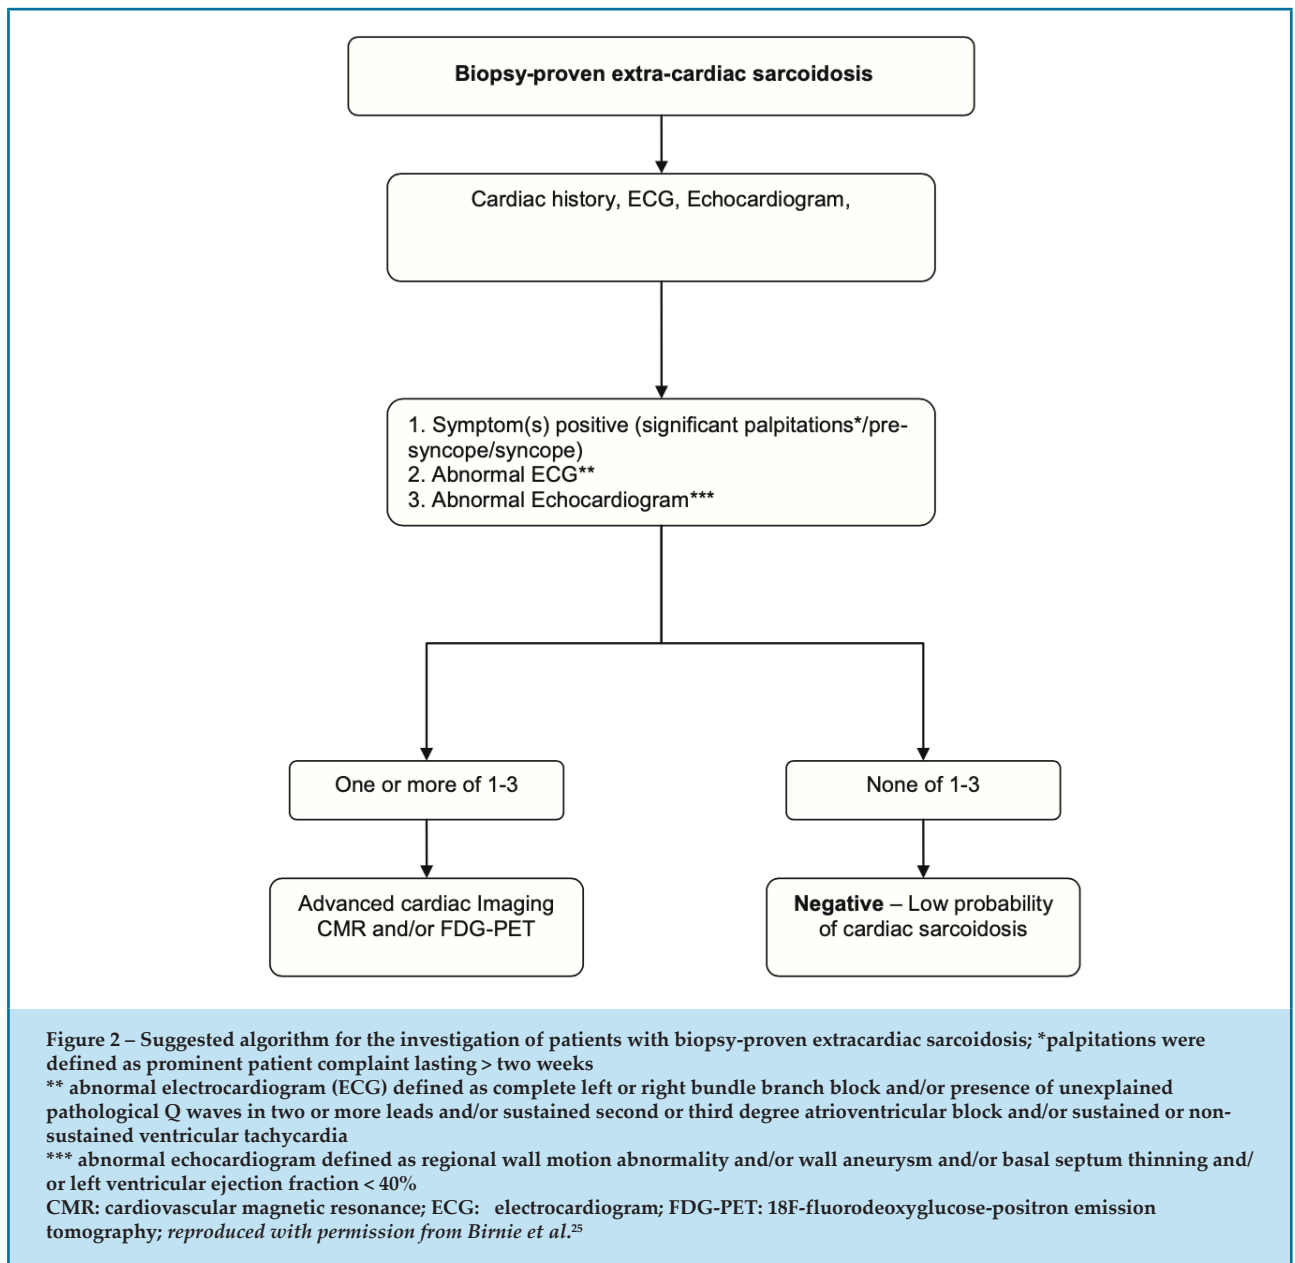 Biopsy-proven extra-cardiac sarcoidosis
Cardiac history, ECG, Echocardiogram,
1. Symptom(s) positive (significant palpitations*/pre-
syncope/syncope)
2. Abnormal ECG**
3. Abnormal Echocardiogram***
One or more of 1-3
None of 1-3
Advanced cardiac Imaging
CMR and/or FDG-PET
Negative – Low probability
of cardiac sarcoidosis
Figure 2 – Suggested algorithm for the investigation of patients with biopsy-proven extracardiac sarcoidosis; *palpitations were
defined as prominent patient complaint lasting > two weeks
** abnormal electrocardiogram (ECG) defined as complete left or right bundle branch block and/or presence of unexplained
pathological Q waves in two or more leads and/or sustained second or third degree atrioventricular block and/or sustained or non-
sustained ventricular tachycardia
*** abnormal echocardiogram defined as regional wall motion abnormality and/or wall aneurysm and/or basal septum thinning and/
or left ventricular ejection fraction < 40%
CMR: cardiovascular magnetic resonance; ECG: electrocardiogram; FDG-PET: 18F-fluorodeoxyglucose-positron emission
tomography; reproduced with permission from Birnie et al.²⁵